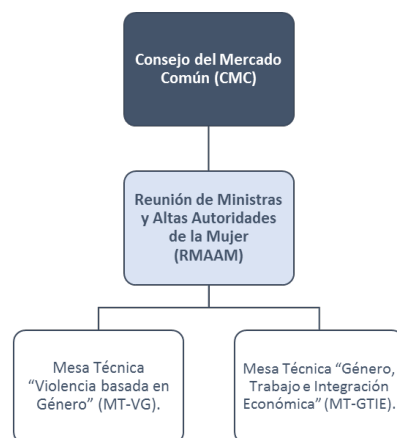 Consejo del Mercado
Común (CMC)
Reunión de Ministras
y Altas Autoridades
de la Mujer
(RMAAM)
Mesa Técnica
“Violencia basada en
Género” (MT-VG).
Mesa Técnica “Género,
Trabajo e Integración
Económica” (MT-GTIE).